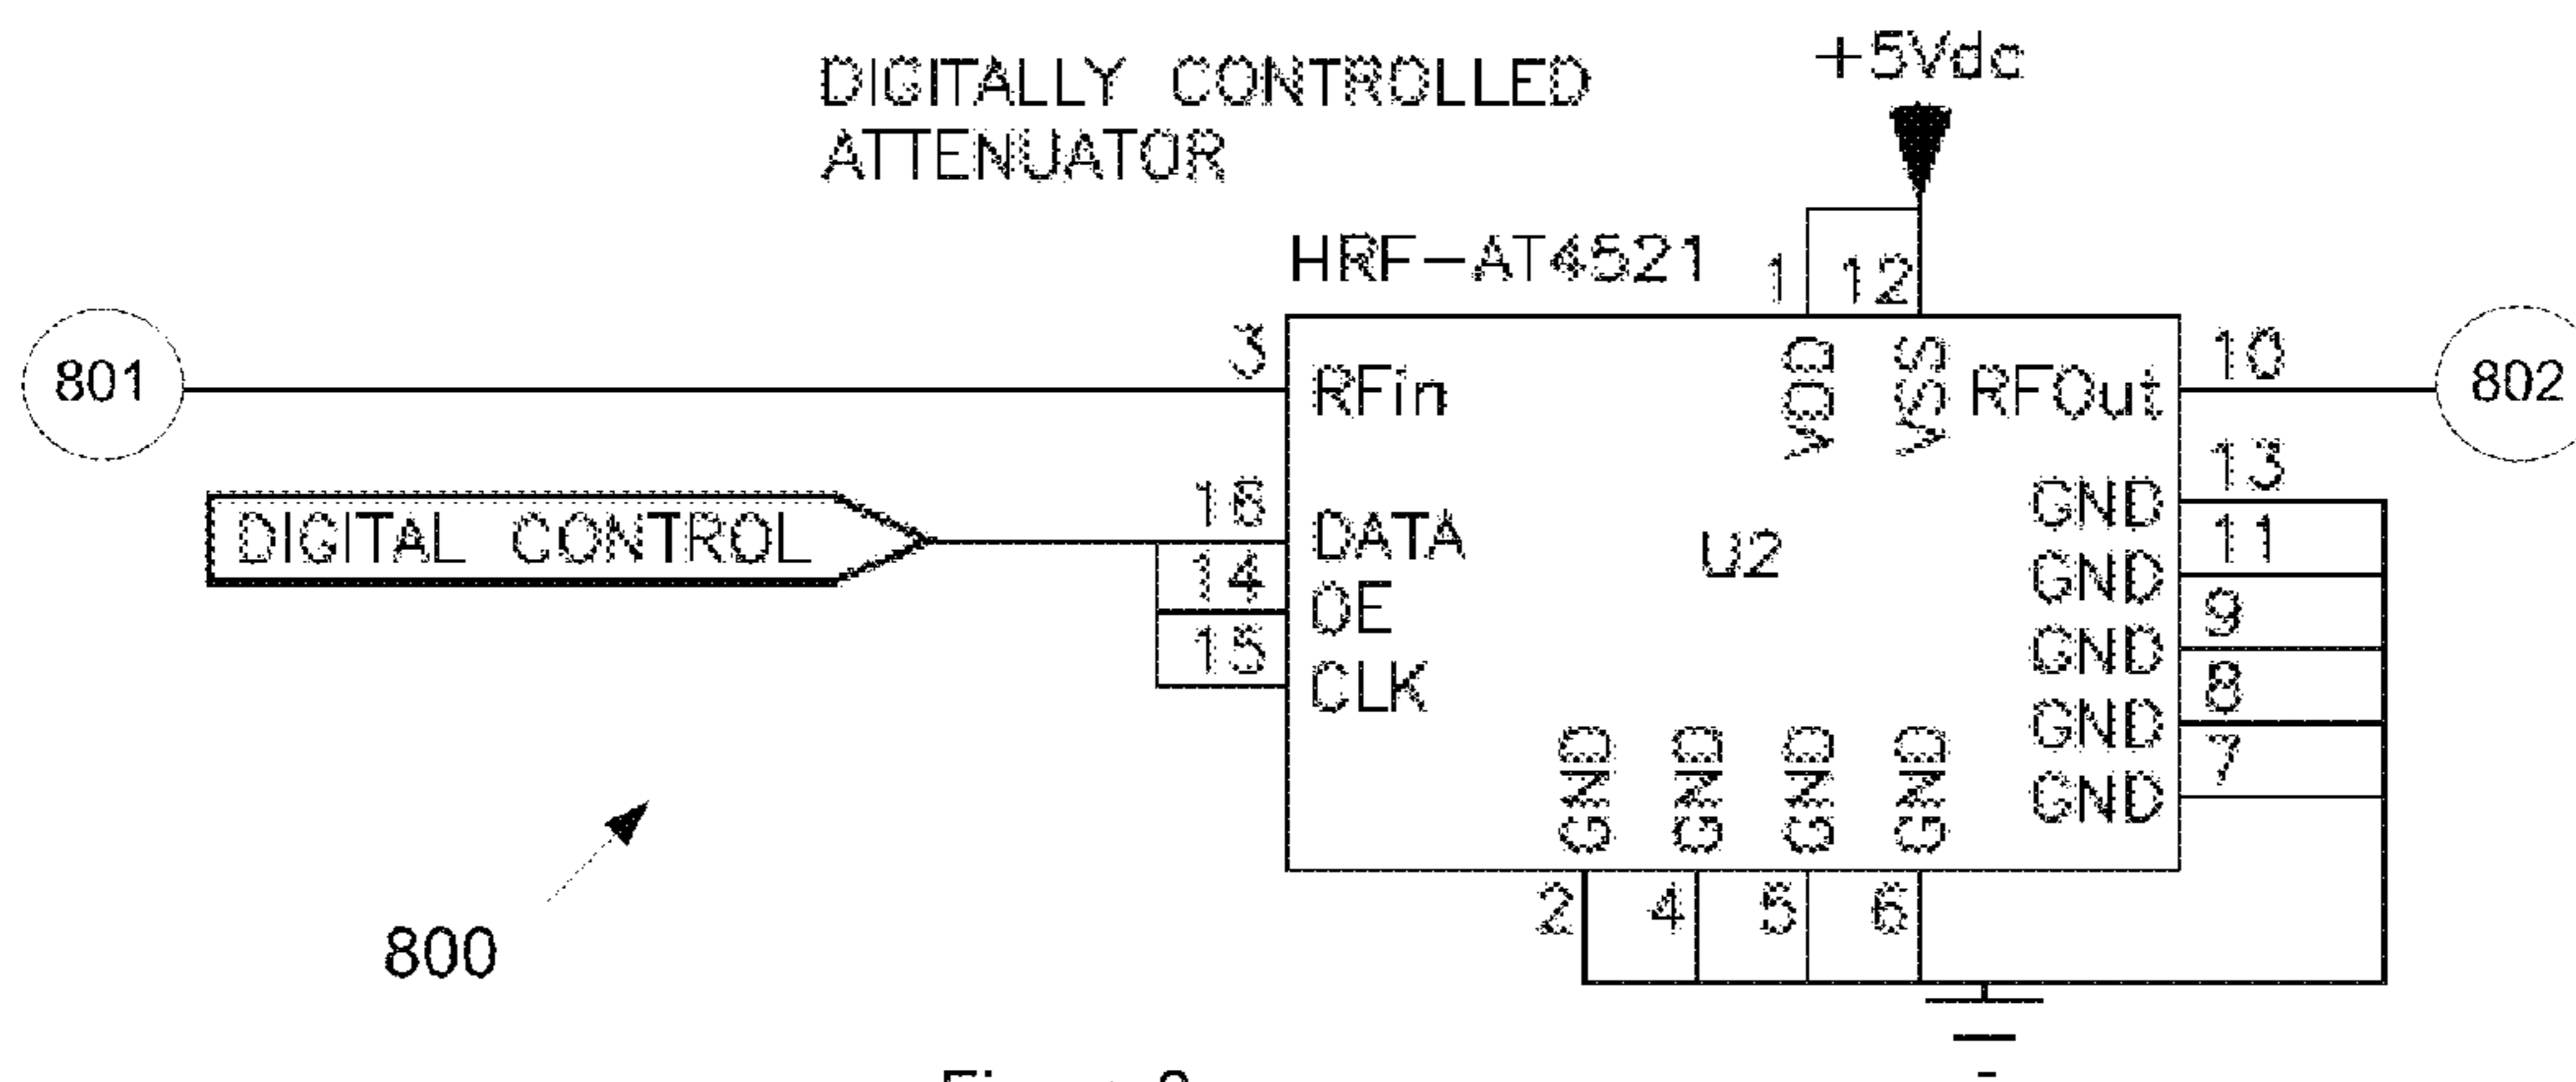 DIGITALLY CONTROLLED
ATTENUATOR
+5Vdc
HRF-AT4521
1
12
801
3
RFin
VDD
VSS
RFOut
10
802
DIGITAL CONTROL
16
DATA
14
OE
15
CLK
U2
GND
13
GND
11
GND
9
GND
8
GND
7
GND
GND
GND
GND
2
4
5
6
800